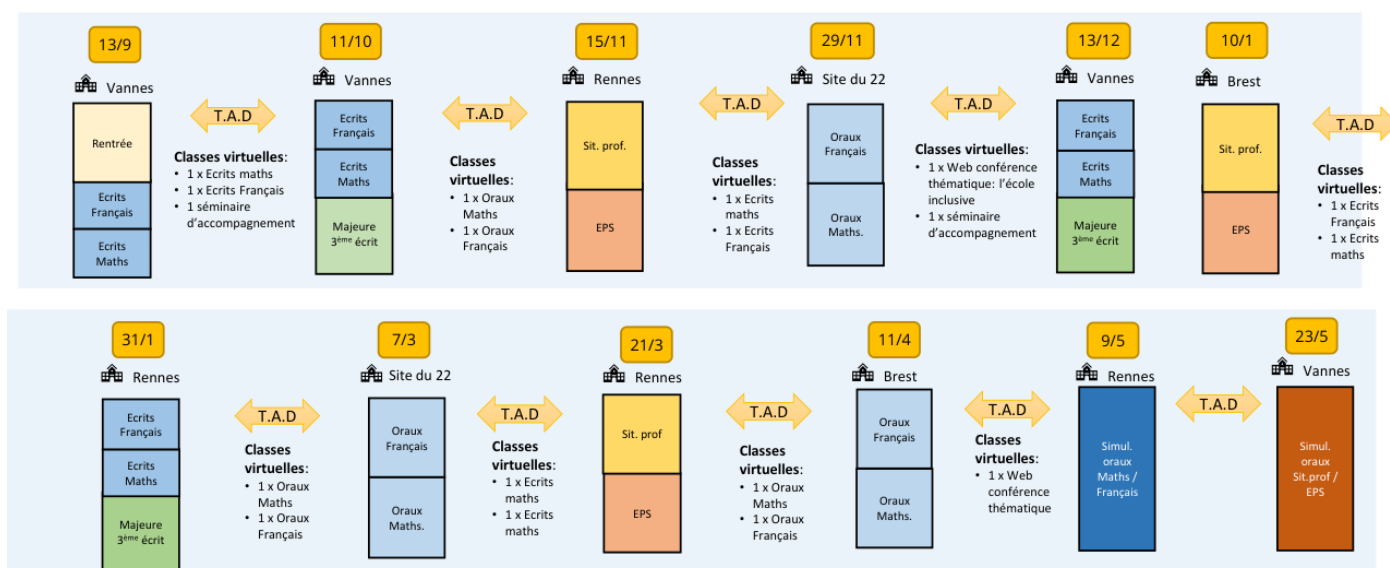 13/9
Vannes
Rentrée
Ecrits
Français
Ecrits
Maths
T.A.D
Classes virtuelles:
• 1 x Ecrits maths
• 1 x Ecrits Français
• 1 séminaire
d'accompagnement
11/10
Vannes
Ecrits
Français
Ecrits
Maths
Majeure
3ème écrit
T.A.D
Classes
virtuelles:
• 1 x Oraux
Maths
• 1 x Oraux
Français
15/11
Rennes
Sit. prof.
EPS
T.A.D
Classes
virtuelles:
• 1 x Ecrits
maths
• 1 x Ecrits
Français
29/11
Site du 22
Oraux
Français
Oraux
Maths.
T.A.D
Classes virtuelles:
• 1 x Web conférence
thématique: l'école
inclusive
• 1 x séminaire
d'accompagnement
13/12
Vannes
Ecrits
Français
Ecrits
Maths
Majeure
3ème écrit
10/1
Brest
Sit. prof.
EPS
T.A.D
Classes
virtuelles:
• 1 x Ecrits
Français
• 1 x Ecrits
maths
31/1
Rennes
Ecrits
Français
Ecrits
Maths
Majeure
3ème écrit
T.A.D
Classes
virtuelles:
• 1 x Oraux
Maths
• 1 x Oraux
Français
7/3
Site du 22
Oraux
Français
Oraux
Maths.
T.A.D
Classes
virtuelles:
• 1 x Ecrits
maths
• 1 x Ecrits
maths
21/3
Rennes
Sit. prof
EPS
T.A.D
Classes
virtuelles:
• 1 x Oraux
Maths
• 1 x Oraux
Français
11/4
Brest
Oraux
Français
Oraux
Maths.
T.A.D
Classes
virtuelles:
• 1 x Web
conférence
thématique
9/5
Rennes
Simul.
oraux
Maths /
Français
T.A.D
23/5
Vannes
Simul.
oraux
Sit.prof /
EPS